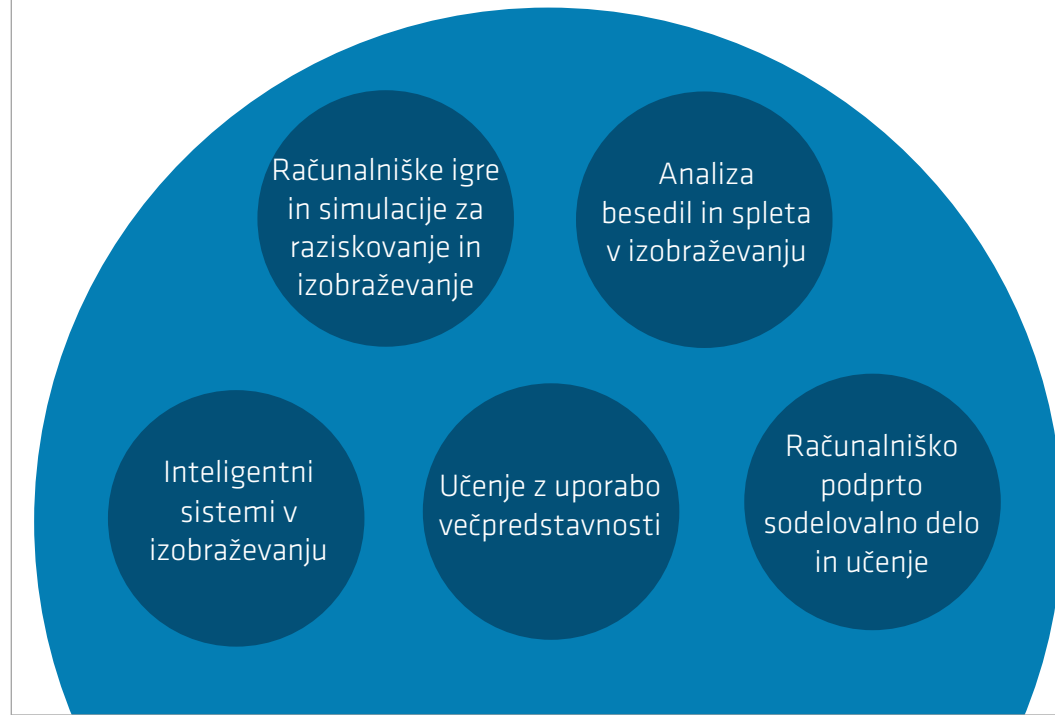 Računalniške igre
in simulacije za
raziskovanje in
izobraževanje
Analiza
besedil in spleta
v izobraževanju
Inteligentni
sistemi v
izobraževanju
Učenje z uporabo
večpredstavnosti
Računalniško
podprto
sodelovalno delo
in učenje